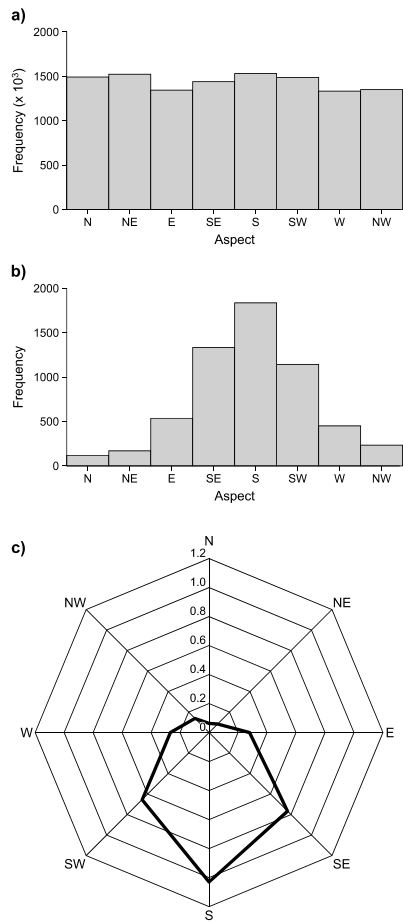 a)
2000
1500
1000
500
0
Frequency (x 10³)
N NE E SE S SW W NW
Aspect
b)
2000
1500
1000
500
0
Frequency
N NE E SE S SW W NW
Aspect
c)
N
1.2
1.0
NW NE
0.8
0.6
0.4
0.2
W 0 E
SW SE
S